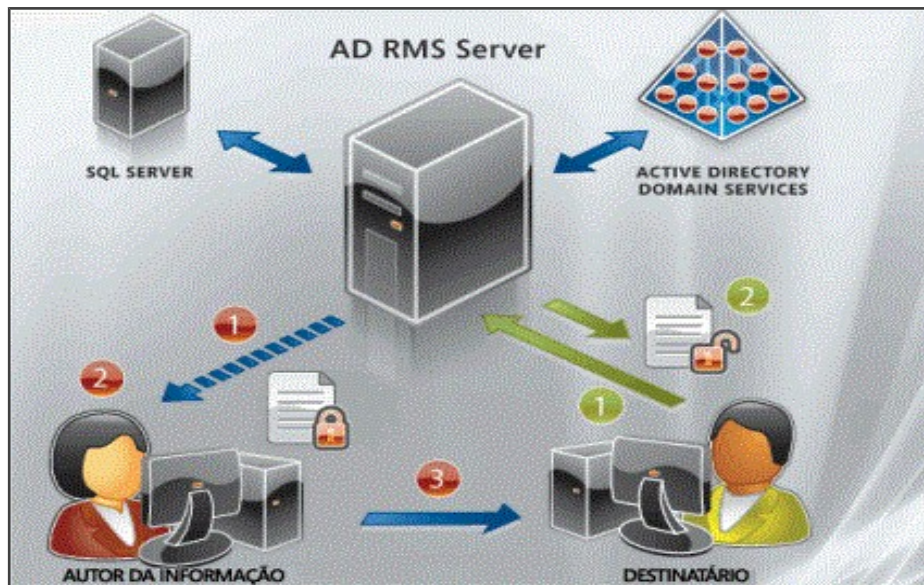 AD RMS Server
SQL SERVER
ACTIVE DIRECTORY
DOMAIN SERVICES
1
2
2
1
3
AUTOR DA INFORMAÇÃO
DESTINATÁRIO